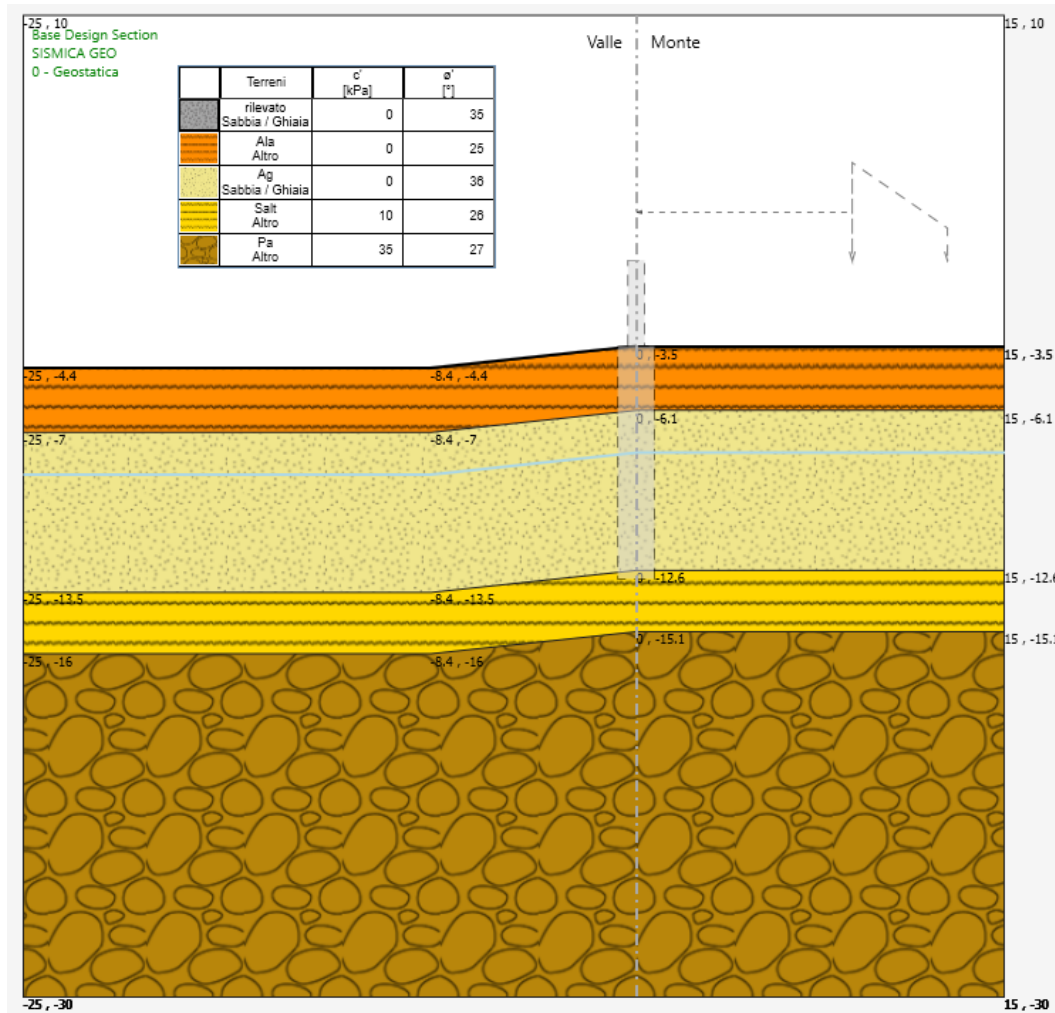 -25 , 10
15 , 10
Base Design Section
SISMICA GEO
0 - Geostatica
Valle
Monte
Terreni c' [kPa] ø' [°]
rilevato
Sabbia / Ghiaia 0 35
Ala
Altro 0 25
Ag
Sabbia / Ghiaia 0 36
Salt
Altro 10 26
Pa
Altro 35 27
0 , -3.5
15 , -3.5
-25 , -4.4
-8.4 , -4.4
0 , -6.1
15 , -6.1
-25 , -7
-8.4 , -7
0 , -12.6
15 , -12.6
-25 , -13.5
-8.4 , -13.5
0 , -15.1
15 , -15.1
-25 , -16
-8.4 , -16
-25 , -30
15 , -30